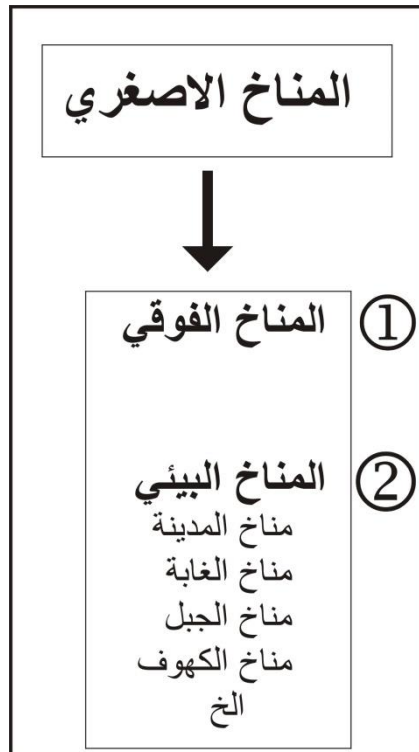 المناخ الاصغري
المناخ الفوقي ①
المناخ البيئي ②
مناخ المدينة
مناخ الغابة
مناخ الجبل
مناخ الكهوف
الخ